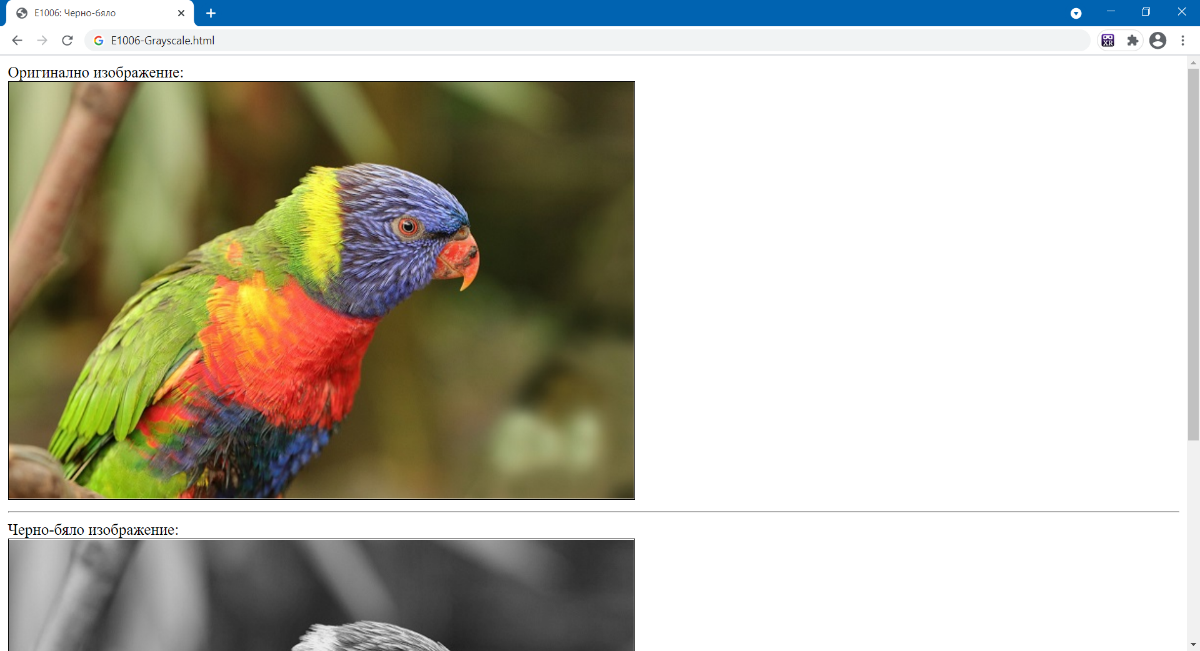 E1006: Черно-бяло
E1006-Grayscale.html
Оригинално изображение:
Черно-бяло изображение: